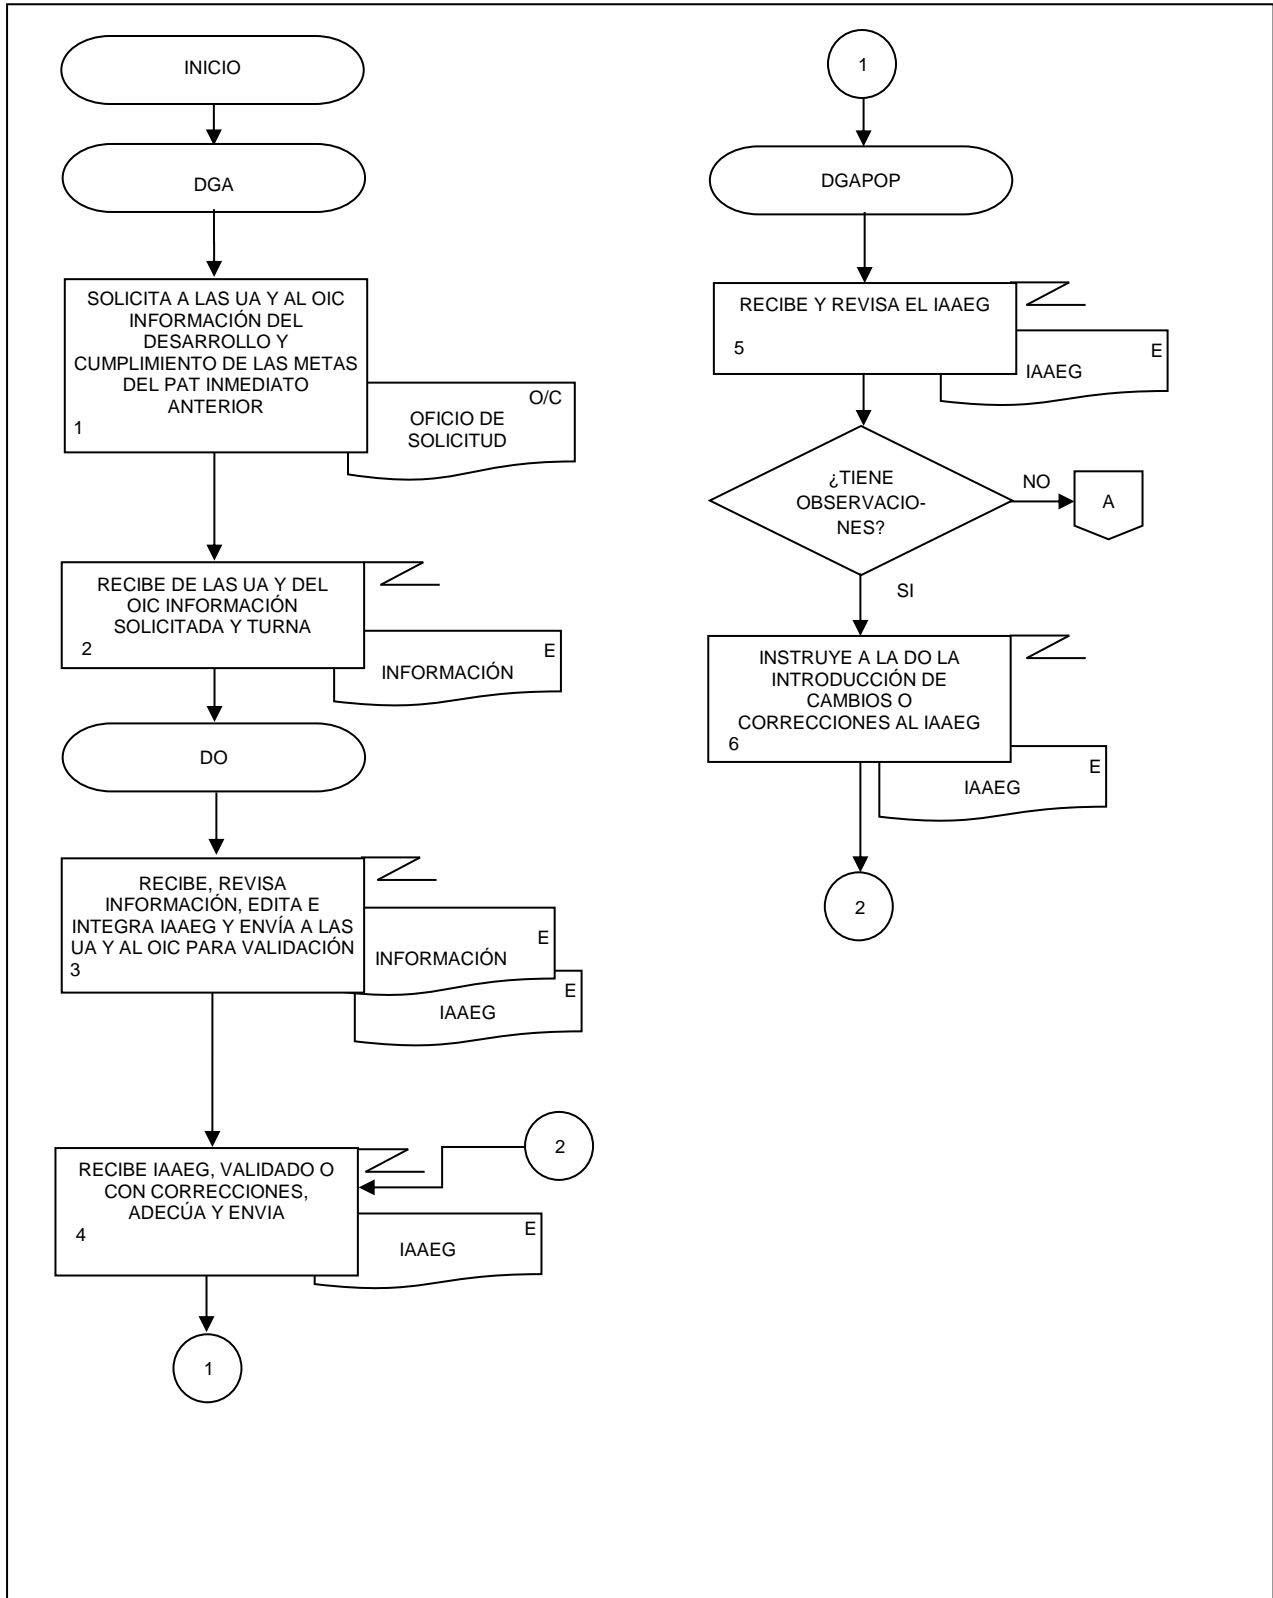 INICIO
DGA
SOLICITA A LAS UA Y AL OIC
INFORMACIÓN DEL
DESARROLLO Y
CUMPLIMIENTO DE LAS METAS
DEL PAT INMEDIATO
ANTERIOR
1
O/C
OFICIO DE
SOLICITUD
RECIBE DE LAS UA Y DEL
OIC INFORMACIÓN
SOLICITADA Y TURNA
2
E
INFORMACIÓN
DO
RECIBE, REVISA
INFORMACIÓN, EDITA E
INTEGRA IAAEG Y ENVÍA A LAS
UA Y AL OIC PARA VALIDACIÓN
3
E
INFORMACIÓN
E
IAAEG
2
RECIBE IAAEG, VALIDADO O
CON CORRECCIONES,
ADECÚA Y ENVIA
4
E
IAAEG
1
1
DGAPOP
RECIBE Y REVISA EL IAAEG
5
E
IAAEG
¿TIENE
OBSERVACIO-
NES?
NO
A
SI
INSTRUYE A LA DO LA
INTRODUCCIÓN DE
CAMBIOS O
CORRECCIONES AL IAAEG
6
E
IAAEG
2